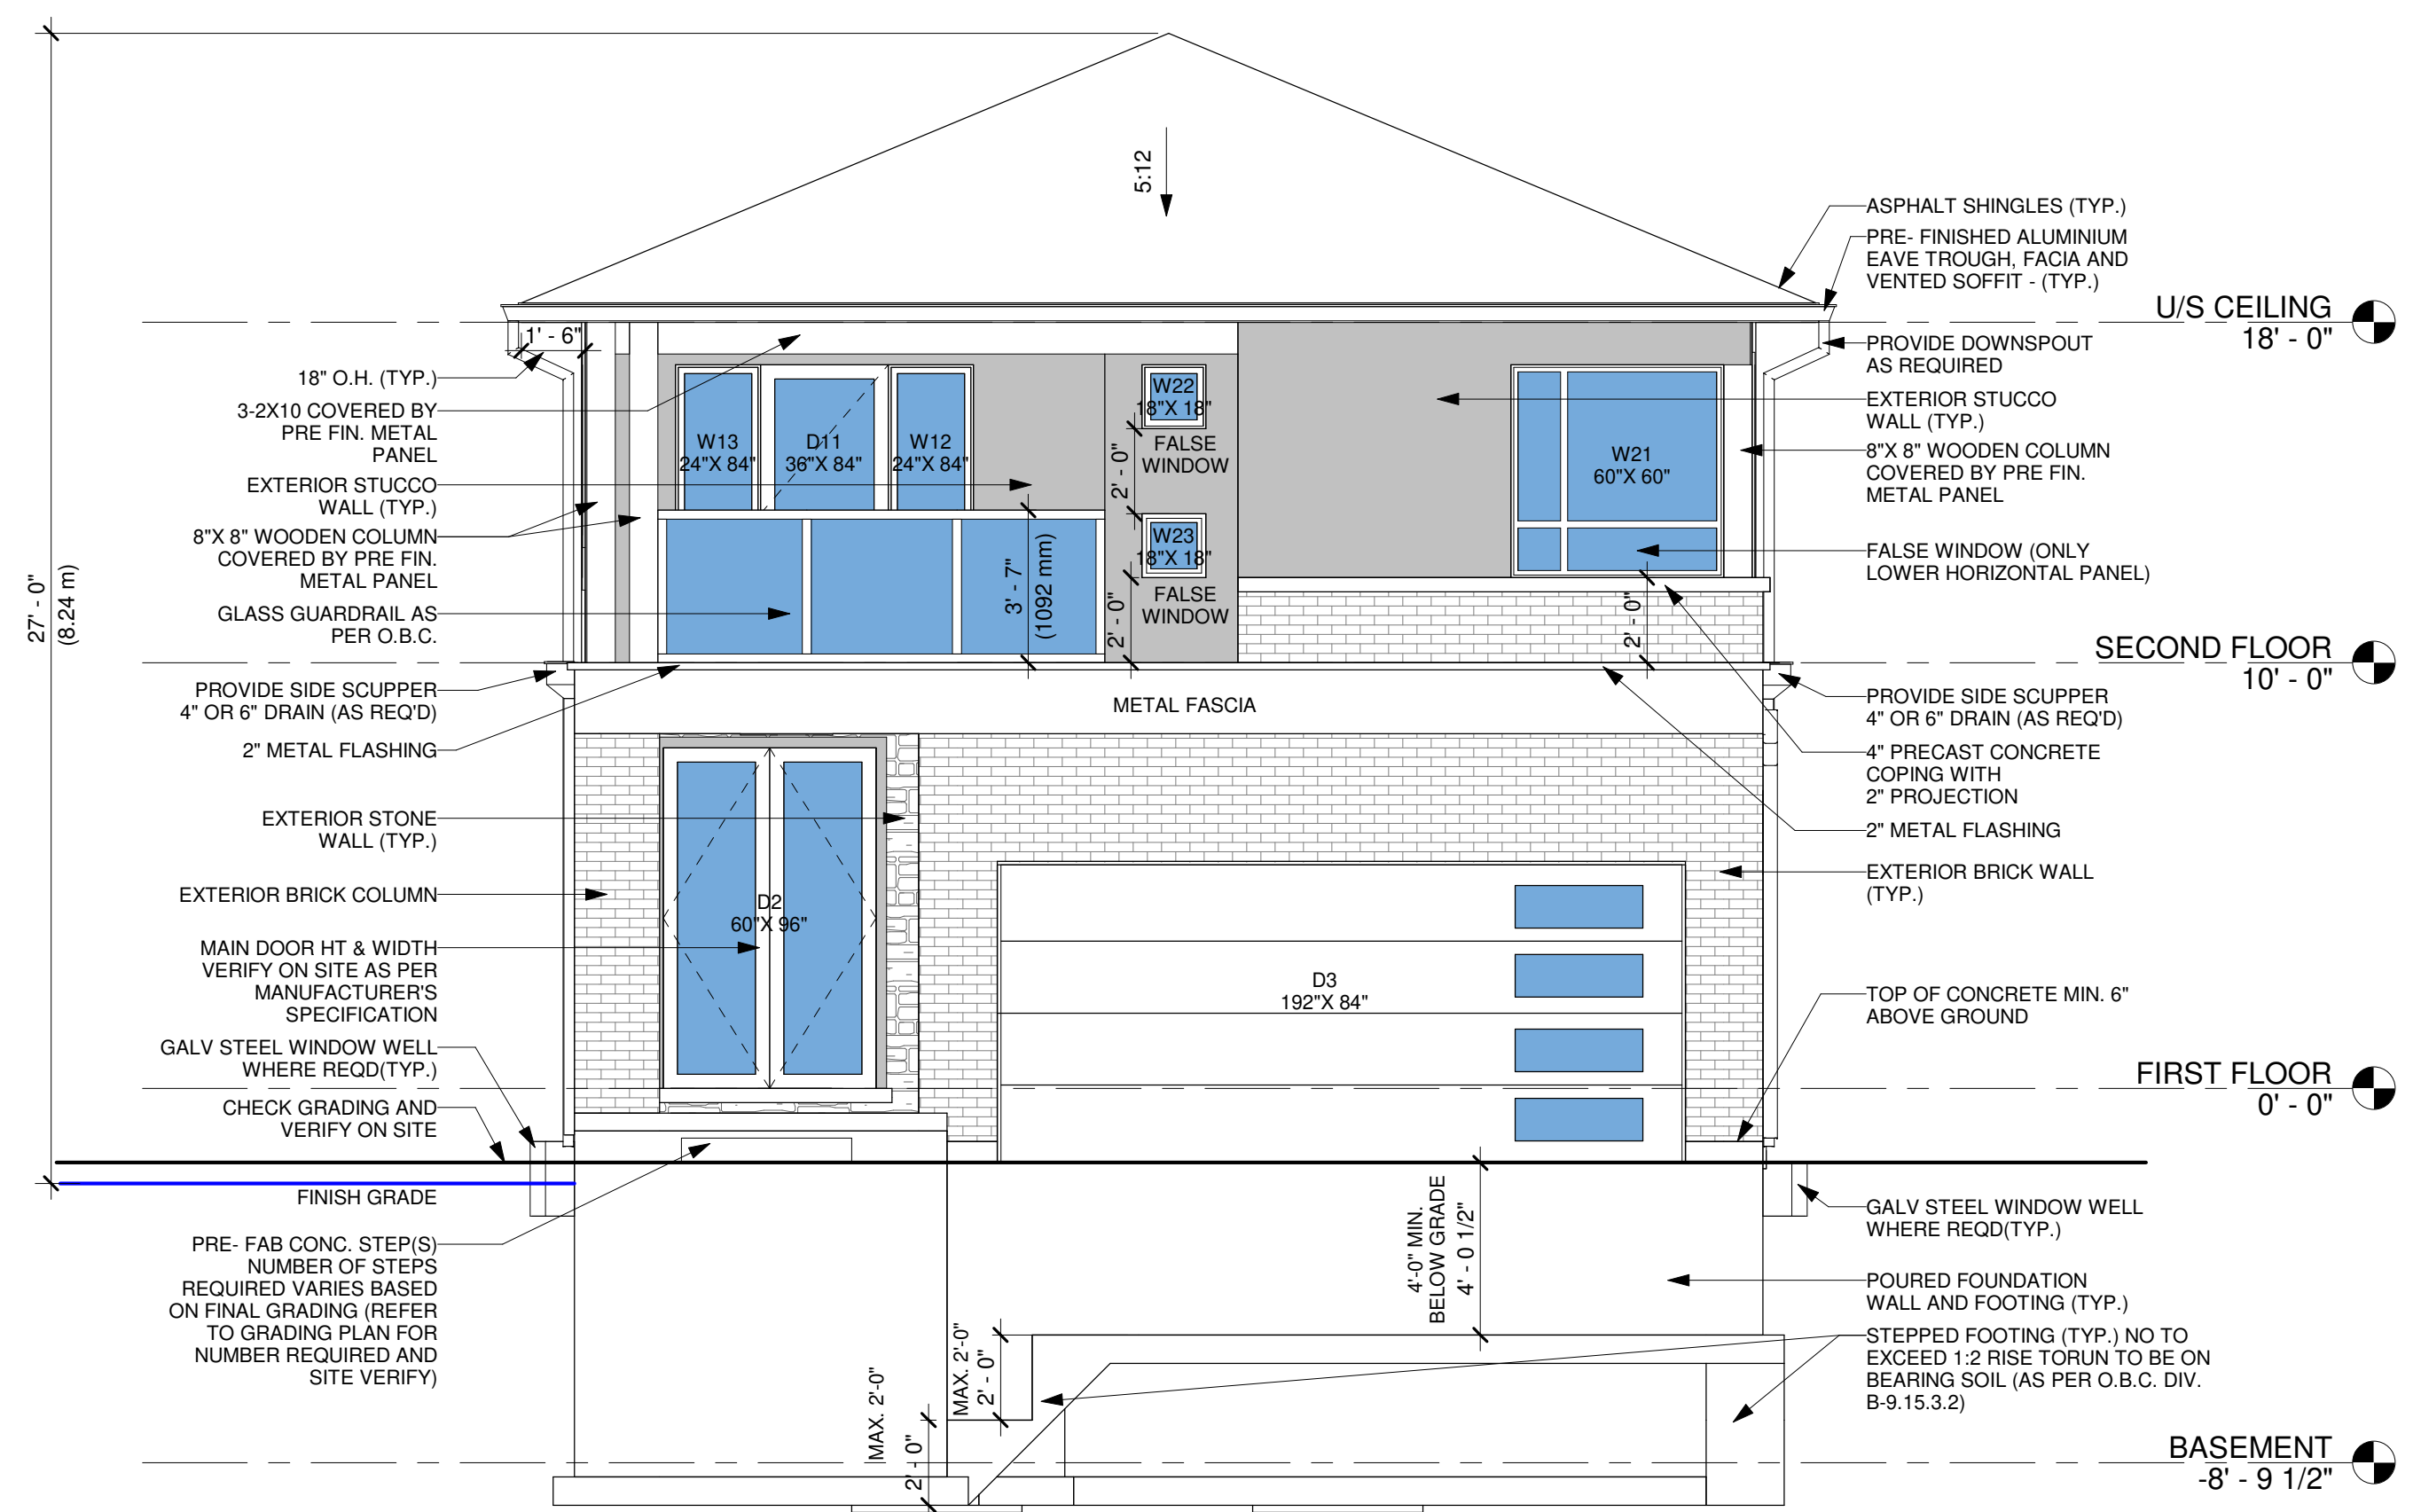 27' - 0"
(8.24 m)
5:12
ASPHALT SHINGLES (TYP.)
PRE- FINISHED ALUMINIUM
EAVE TROUGH, FACIA AND
VENTED SOFFIT - (TYP.)
U/S CEILING
18' - 0"
PROVIDE DOWNSPOUT
AS REQUIRED
EXTERIOR STUCCO
WALL (TYP.)
8"X 8" WOODEN COLUMN
COVERED BY PRE FIN.
METAL PANEL
FALSE WINDOW (ONLY
LOWER HORIZONTAL PANEL)
SECOND FLOOR
10' - 0"
PROVIDE SIDE SCUPPER
4" OR 6" DRAIN (AS REQ'D)
4" PRECAST CONCRETE
COPING WITH
2" PROJECTION
2" METAL FLASHING
EXTERIOR BRICK WALL
(TYP.)
TOP OF CONCRETE MIN. 6"
ABOVE GROUND
FIRST FLOOR
0' - 0"
GALV STEEL WINDOW WELL
WHERE REQD(TYP.)
POURED FOUNDATION
WALL AND FOOTING (TYP.)
STEPPED FOOTING (TYP.) NO TO
EXCEED 1:2 RISE TORUN TO BE ON
BEARING SOIL (AS PER O.B.C. DIV.
B-9.15.3.2)
BASEMENT
-8' - 9 1/2"
1' - 6"
18" O.H. (TYP.)
3-2X10 COVERED BY
PRE FIN. METAL
PANEL
EXTERIOR STUCCO
WALL (TYP.)
8"X 8" WOODEN COLUMN
COVERED BY PRE FIN.
METAL PANEL
GLASS GUARDRAIL AS
PER O.B.C.
PROVIDE SIDE SCUPPER
4" OR 6" DRAIN (AS REQ'D)
2" METAL FLASHING
EXTERIOR STONE
WALL (TYP.)
EXTERIOR BRICK COLUMN
MAIN DOOR HT & WIDTH
VERIFY ON SITE AS PER
MANUFACTURER'S
SPECIFICATION
GALV STEEL WINDOW WELL
WHERE REQD(TYP.)
CHECK GRADING AND
VERIFY ON SITE
FINISH GRADE
PRE- FAB CONC. STEP(S)
NUMBER OF STEPS
REQUIRED VARIES BASED
ON FINAL GRADING (REFER
TO GRADING PLAN FOR
NUMBER REQUIRED AND
SITE VERIFY)
W13
24"X 84"
D11
36"X 84"
W12
24"X 84"
W22
18"X 18"
FALSE
WINDOW
2' - 0"
W23
18"X 18"
FALSE
WINDOW
2' - 0"
3' - 7"
(1092 mm)
W21
60"X 60"
2' - 0"
METAL FASCIA
D2
60"X 96"
D3
192"X 84"
4'-0" MIN.
BELOW GRADE
4' - 0 1/2"
MAX. 2'-0"
2' - 0"
MAX. 2'-0"
2' - 0"